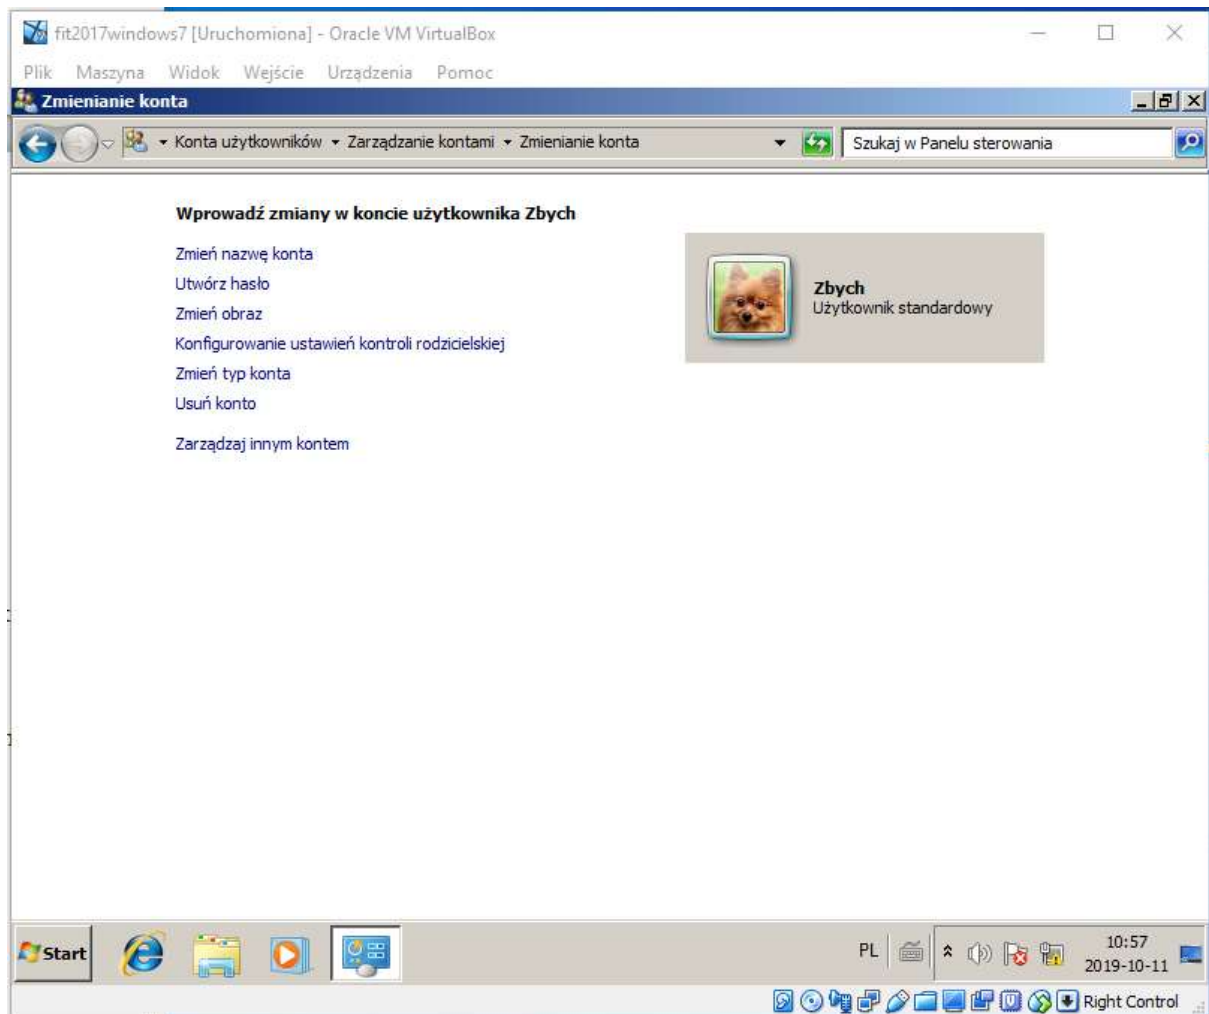 fit2017windows7 [Uruchomiona] - Oracle VM VirtualBox
Plik Maszyna Widok Wejście Urządzenia Pomoc
Zmienianie konta
Konta użytkowników Zarządzanie kontami Zmienianie konta Szukaj w Panelu sterowania
Wprowadź zmiany w koncie użytkownika Zbych
Zmień nazwę konta
Utwórz hasło
Zmień obraz
Konfigurowanie ustawień kontroli rodzicielskiej
Zmień typ konta
Usuń konto
Zarządzaj innym kontem
Zbych
Użytkownik standardowy
Start PL 10:57
2019-10-11
Right Control